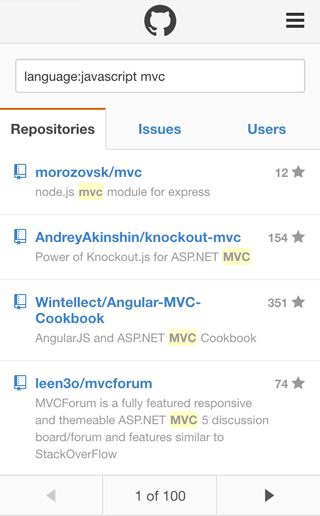 language:javascript mvc
Repositories Issues Users
morozovsk/mvc 12
node.js mvc module for express
AndreyAkinshin/knockout-mvc 154
Power of Knockout.js for ASP.NET MVC
Wintellect/Angular-MVC- 351
Cookbook
AngularJS and ASP.NET MVC Cookbook
leen3o/mvcforum 74
MVCForum is a fully featured responsive
and themeable ASP.NET MVC 5 discussion
board/forum and features similar to
StackOverFlow
1 of 100